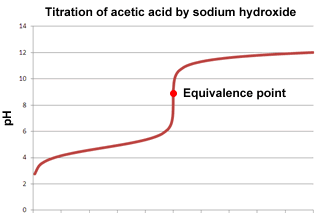 Titration of acetic acid by sodium hydroxide
14
12
10
8
6
4
2
0
pH
Equivalence point